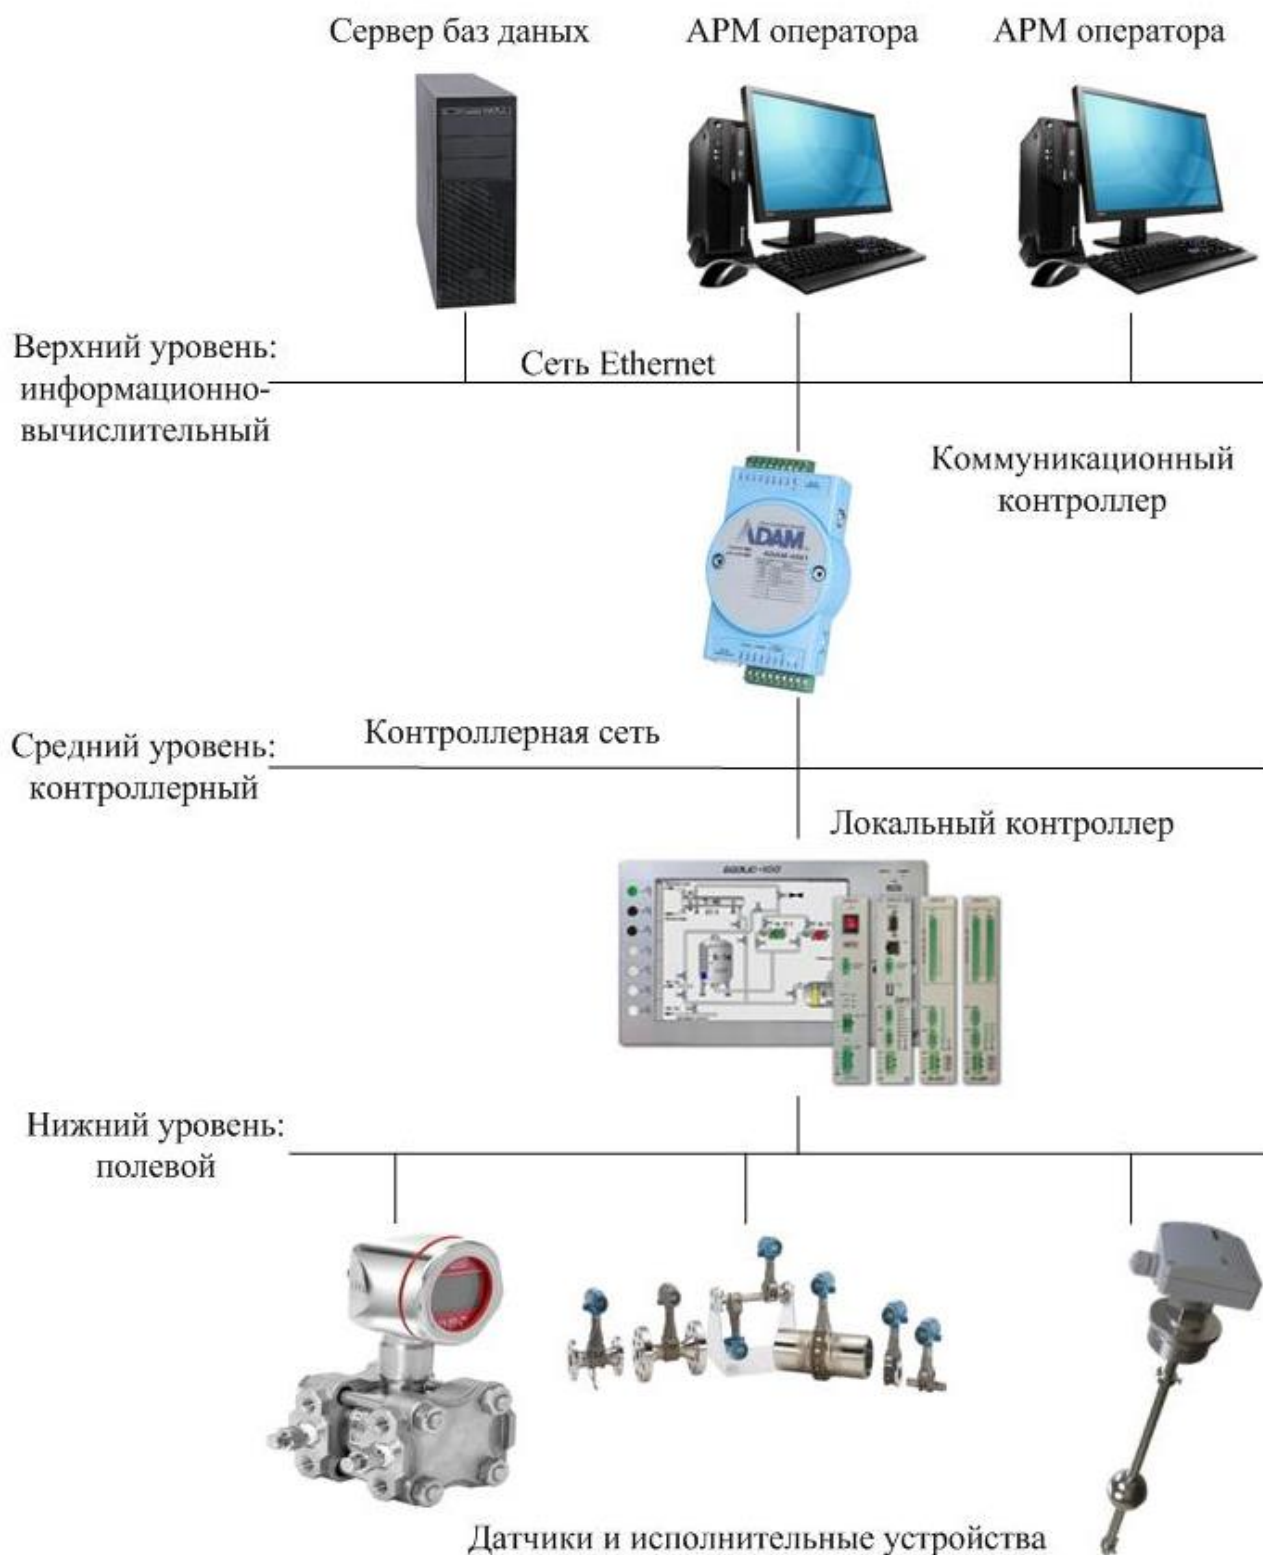 Сервер баз даных
АРМ оператора
АРМ оператора
Верхний уровень:
информационно-
вычислительный
Сеть Ethernet
Коммуникационный
контроллер
ADAM
Средний уровень:
контроллерный
Контроллерная сеть
Локальный контроллер
Нижний уровень:
полевой
Датчики и исполнительные устройства